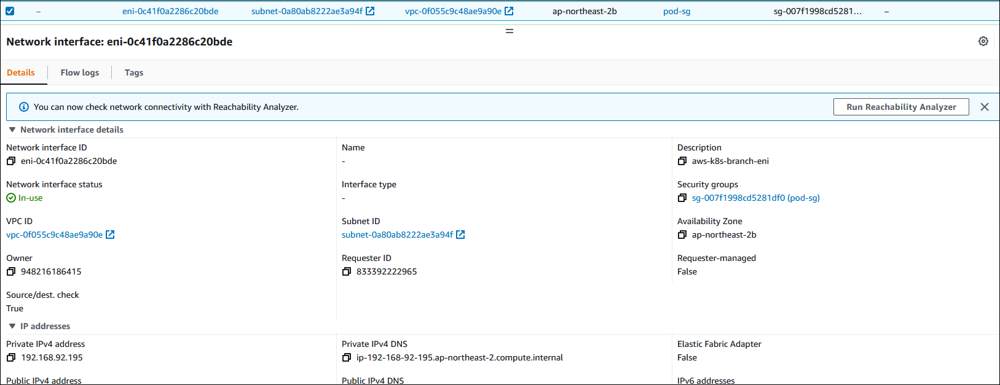 – eni-0c41f0a2286c20bde subnet-0a80ab8222ae3a94f vpc-0f055c9c48ae9a90e ap-northeast-2b pod-sg sg-007f1998cd5281… –
Network interface: eni-0c41f0a2286c20bde
Details Flow logs Tags
You can now check network connectivity with Reachability Analyzer. Run Reachability Analyzer
Network interface details
Network interface ID Name Description
eni-0c41f0a2286c20bde - aws-k8s-branch-eni
Network interface status Interface type Security groups
In-use - sg-007f1998cd5281df0 (pod-sg)
VPC ID Subnet ID Availability Zone
vpc-0f055c9c48ae9a90e subnet-0a80ab8222ae3a94f ap-northeast-2b
Owner Requester ID Requester-managed
948216186415 833392222965 False
Source/dest. check
True
IP addresses
Private IPv4 address Private IPv4 DNS Elastic Fabric Adapter
192.168.92.195 ip-192-168-92-195.ap-northeast-2.compute.internal False
Public IPv4 address Public IPv4 DNS IPv6 addresses